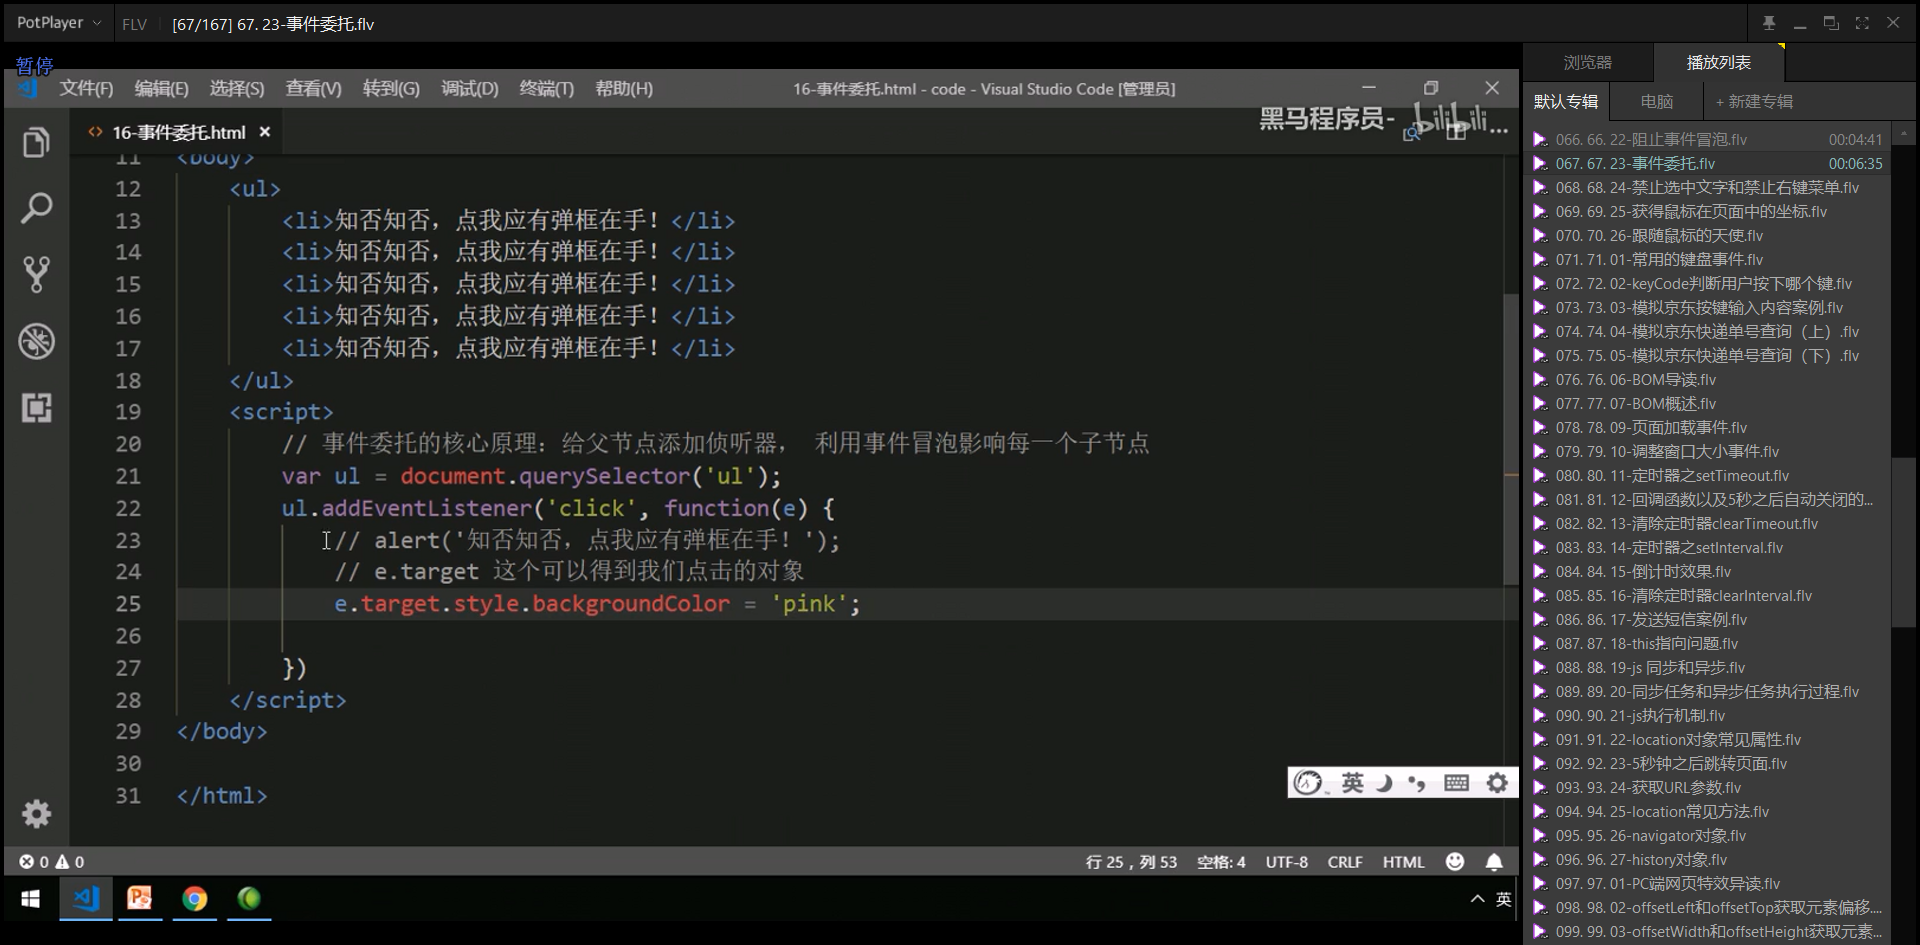 PotPlayer
FLV
[67/167] 67. 23-事件委托.flv
暂停
文件(F) 编辑(E) 选择(S) 查看(V) 转到(G) 调试(D) 终端(T) 帮助(H)
16-事件委托.html - code - Visual Studio Code [管理员]
黑马程序员-
bilibili
16-事件委托.html
11 <body>
12 <ul>
13 <li>知否知否，点我应有弹框在手！</li>
14 <li>知否知否，点我应有弹框在手！</li>
15 <li>知否知否，点我应有弹框在手！</li>
16 <li>知否知否，点我应有弹框在手！</li>
17 <li>知否知否，点我应有弹框在手！</li>
18 </ul>
19 <script>
20 // 事件委托的核心原理：给父节点添加侦听器， 利用事件冒泡影响每一个子节点
21 var ul = document.querySelector('ul');
22 ul.addEventListener('click', function(e) {
23 // alert('知否知否，点我应有弹框在手！');
24 // e.target 这个可以得到我们点击的对象
25 e.target.style.backgroundColor = 'pink';
26
27 })
28 </script>
29 </body>
30
31 </html>
英
0 0
行 25，列 53 空格: 4 UTF-8 CRLF HTML
英
浏览器 播放列表
默认专辑 电脑 + 新建专辑
066. 66. 22-阻止事件冒泡.flv 00:04:41
067. 67. 23-事件委托.flv 00:06:35
068. 68. 24-禁止选中文字和禁止右键菜单.flv
069. 69. 25-获得鼠标在页面中的坐标.flv
070. 70. 26-跟随鼠标的天使.flv
071. 71. 01-常用的键盘事件.flv
072. 72. 02-keyCode判断用户按下哪个键.flv
073. 73. 03-模拟京东按键输入内容案例.flv
074. 74. 04-模拟京东快递单号查询（上）.flv
075. 75. 05-模拟京东快递单号查询（下）.flv
076. 76. 06-BOM导读.flv
077. 77. 07-BOM概述.flv
078. 78. 09-页面加载事件.flv
079. 79. 10-调整窗口大小事件.flv
080. 80. 11-定时器之setTimeout.flv
081. 81. 12-回调函数以及5秒之后自动关闭的...
082. 82. 13-清除定时器clearTimeout.flv
083. 83. 14-定时器之setInterval.flv
084. 84. 15-倒计时效果.flv
085. 85. 16-清除定时器clearInterval.flv
086. 86. 17-发送短信案例.flv
087. 87. 18-this指向问题.flv
088. 88. 19-js 同步和异步.flv
089. 89. 20-同步任务和异步任务执行过程.flv
090. 90. 21-js执行机制.flv
091. 91. 22-location对象常见属性.flv
092. 92. 23-5秒钟之后跳转页面.flv
093. 93. 24-获取URL参数.flv
094. 94. 25-location常见方法.flv
095. 95. 26-navigator对象.flv
096. 96. 27-history对象.flv
097. 97. 01-PC端网页特效异读.flv
098. 98. 02-offsetLeft和offsetTop获取元素偏移....
099. 99. 03-offsetWidth和offsetHeight获取元素...